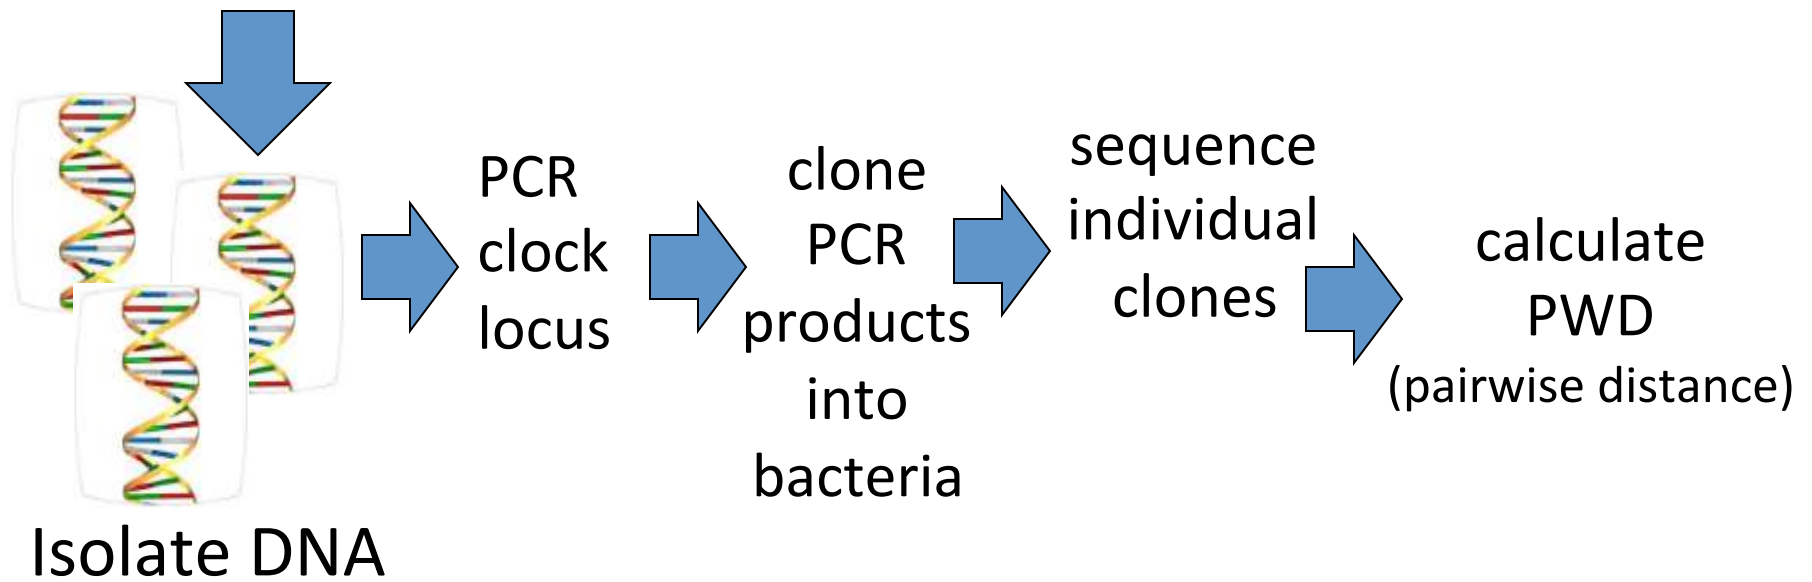 Isolate DNA
PCR
clock
locus
clone
PCR
products
into
bacteria
sequence
individual
clones
calculate
PWD
(pairwise distance)